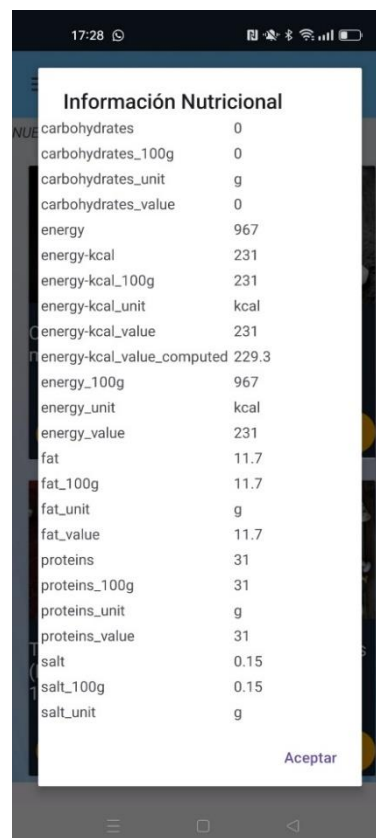 17:28
Información Nutricional
NUE
carbohydrates 0
carbohydrates_100g 0
carbohydrates_unit g
carbohydrates_value 0
energy 967
energy-kcal 231
energy-kcal_100g 231
energy-kcal_unit kcal
energy-kcal_value 231
energy-kcal_value_computed 229.3
energy_100g 967
energy_unit kcal
energy_value 231
fat 11.7
fat_100g 11.7
fat_unit g
fat_value 11.7
proteins 31
proteins_100g 31
proteins_unit g
proteins_value 31
salt 0.15
salt_100g 0.15
salt_unit g
Aceptar